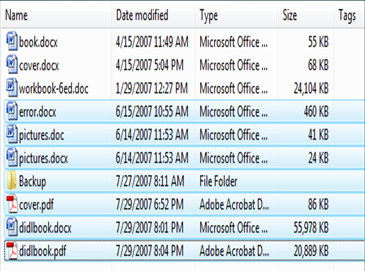 Name Date modified Type Size Tags
book.docx 4/15/2007 11:49 AM Microsoft Office ... 55 KB
cover.docx 4/15/2007 5:04 PM Microsoft Office ... 68 KB
workbook-6ed.doc 1/29/2007 12:27 PM Microsoft Office ... 24,104 KB
error.docx 6/15/2007 10:55 AM Microsoft Office ... 460 KB
pictures.doc 6/14/2007 11:53 AM Microsoft Office ... 41 KB
pictures.docx 6/14/2007 11:53 AM Microsoft Office ... 24 KB
Backup 7/27/2007 8:11 AM File Folder
cover.pdf 7/29/2007 6:52 PM Adobe Acrobat D... 86 KB
didlbook.docx 7/29/2007 8:01 PM Microsoft Office ... 55,978 KB
didlbook.pdf 7/29/2007 8:04 PM Adobe Acrobat D... 20,889 KB